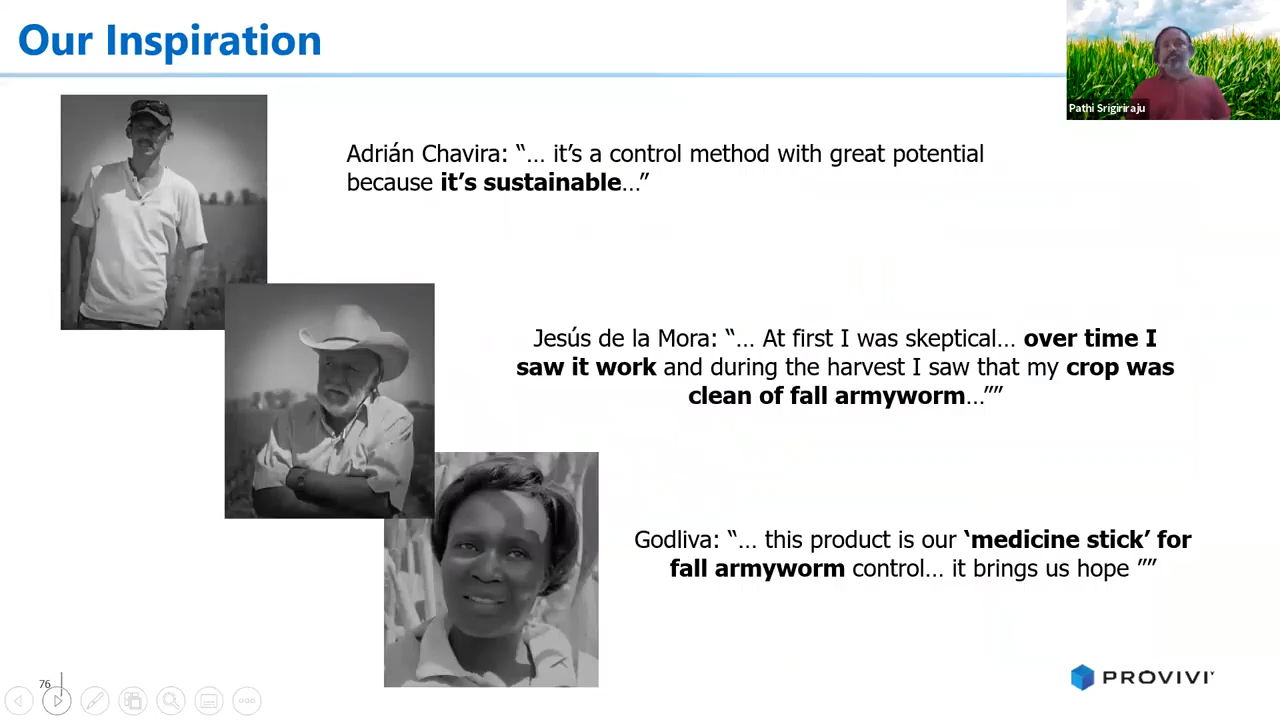 Our Inspiration
Pathi Srigiriraju
Adrián Chavira: “… it’s a control method with great potential
because it’s sustainable…”
Jesús de la Mora: “… At first I was skeptical… over time I
saw it work and during the harvest I saw that my crop was
clean of fall armyworm…””
Godliva: “… this product is our ‘medicine stick’ for
fall armyworm control… it brings us hope ””
76
PROVIVI